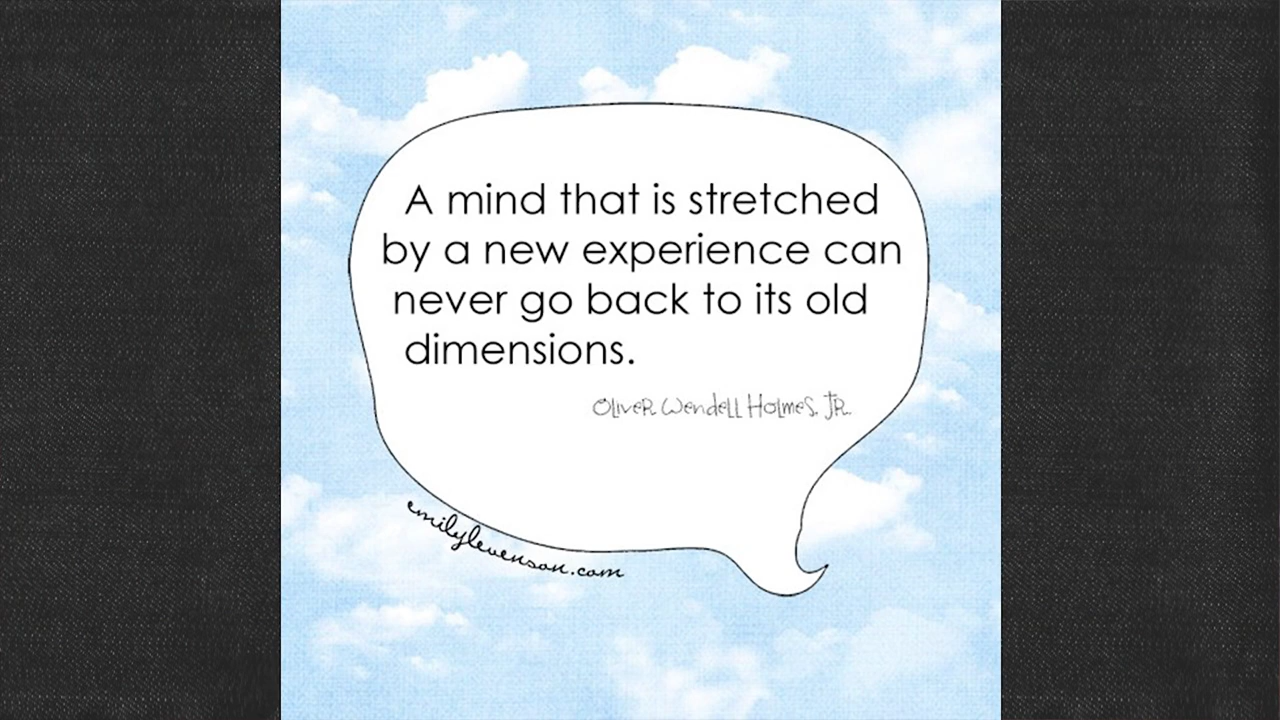 A mind that is stretched
by a new experience can
never go back to its old
dimensions.
Oliver Wendell Holmes, Jr.
emilylevenson.com